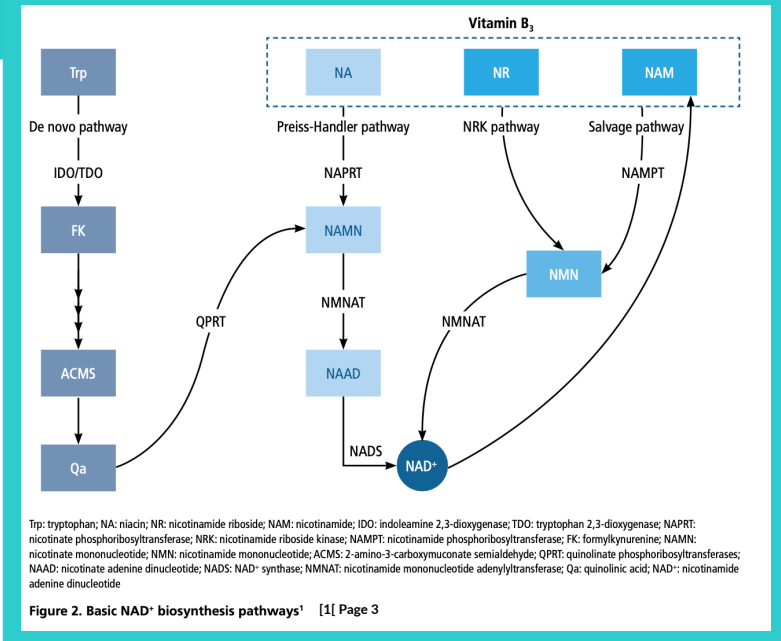 Vitamin B₃
Trp
NA
NR
NAM
De novo pathway
Preiss-Handler pathway
NRK pathway
Salvage pathway
IDO/TDO
NAPRT
NAMPT
FK
NAMN
NMN
QPRT
NMNAT
NMNAT
ACMS
NAAD
Qa
NADS
NAD⁺
Trp: tryptophan; NA: niacin; NR: nicotinamide riboside; NAM: nicotinamide; IDO: indoleamine 2,3-dioxygenase; TDO: tryptophan 2,3-dioxygenase; NAPRT:
nicotinate phosphoribosyltransferase; NRK: nicotinamide riboside kinase; NAMPT: nicotinamide phosphoribosyltransferase; FK: formylkynurenine; NAMN:
nicotinate mononucleotide; NMN: nicotinamide mononucleotide; ACMS: 2-amino-3-carboxymuconate semialdehyde; QPRT: quinolinate phosphoribosyltransferases;
NAAD: nicotinate adenine dinucleotide; NADS: NAD⁺ synthase; NMNAT: nicotinamide mononucleotide adenylyltransferase; Qa: quinolinic acid; NAD⁺: nicotinamide
adenine dinucleotide
Figure 2. Basic NAD⁺ biosynthesis pathways¹ [1[ Page 3